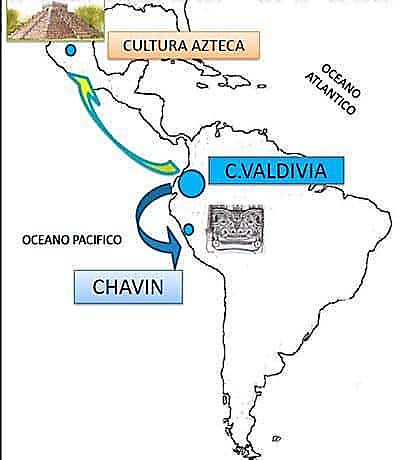 CULTURA AZTECA
OCEANO
ATLANTICO
C.VALDIVIA
OCEANO PACIFICO
CHAVIN